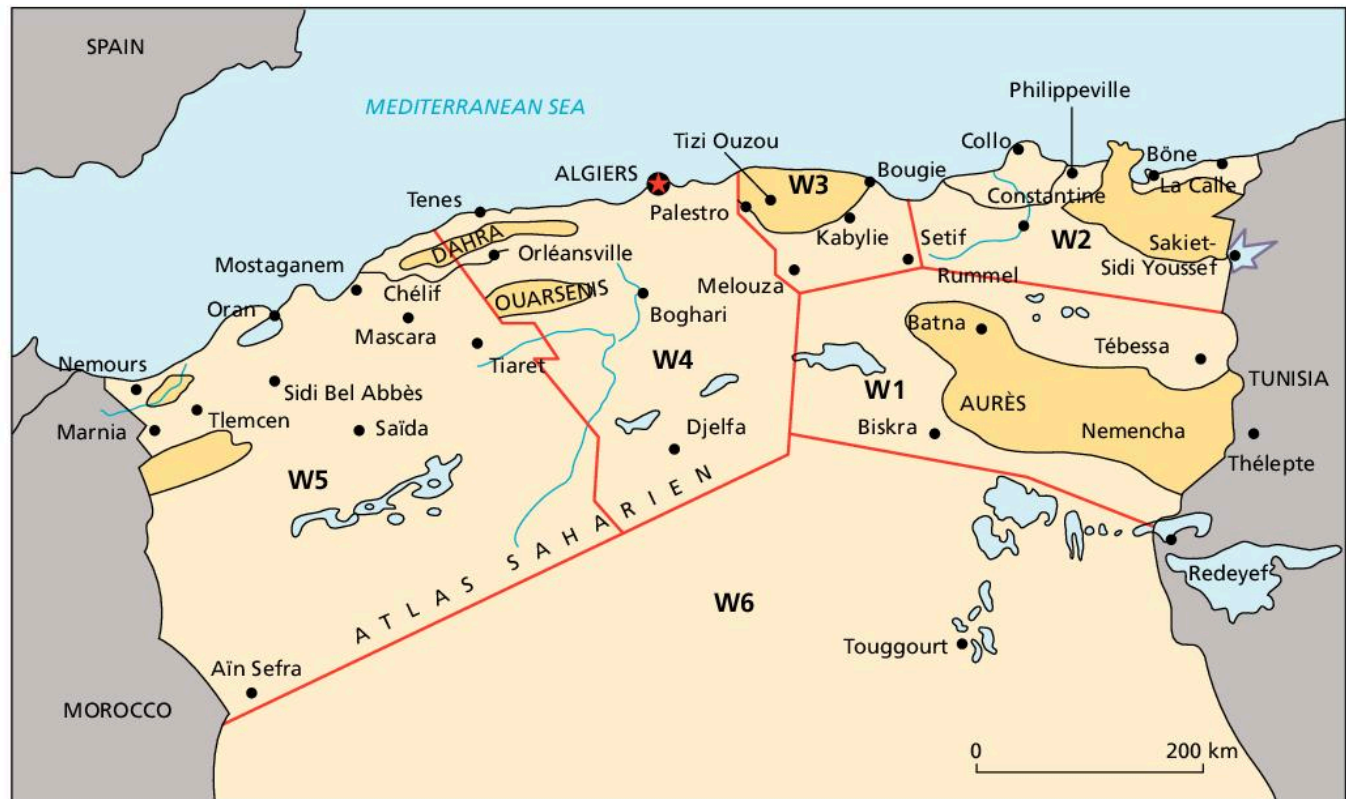 SPAIN
MEDITERRANEAN SEA
Philippeville
Tizi Ouzou
Collo
ALGIERS
W3
Bougie
Böne
La Calle
Constantine
Tenes
Palestro
Kabylie
Setif
W2
Sakiet-
Sidi Youssef
DAHRA
Orléansville
Mostaganem
Melouza
Rummel
Chélif
OUARSENIS
Oran
Boghari
Mascara
Batna
Tébessa
Nemours
Tiaret
W4
TUNISIA
Sidi Bel Abbès
W1
AURÈS
Tlemcen
Marnia
Saïda
Djelfa
Biskra
Nemencha
Thélepte
W5
ATLAS SAHARIEN
Redeyef
W6
Touggourt
Aïn Sefra
MOROCCO
0 200 km